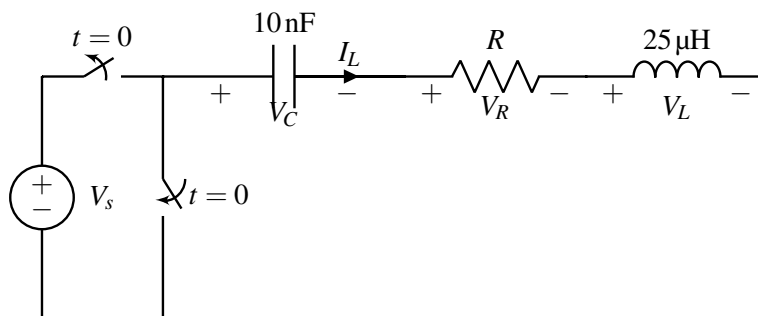 10 nF
t = 0
I_L
R
25 µH
+ − + − + −
V_C
V_R
V_L
+
−
V_s
t = 0